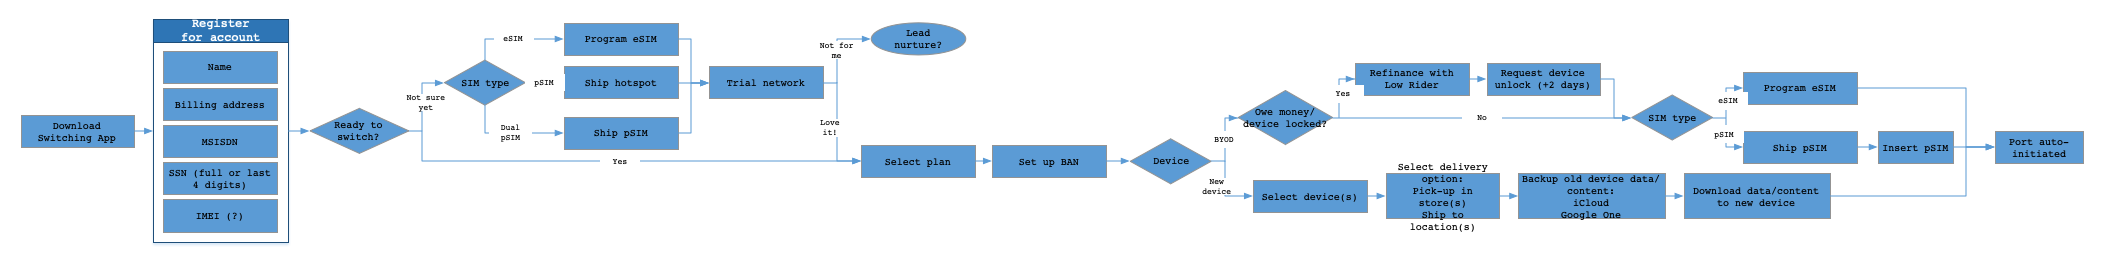 Download
Switching App
Register
for account
Name
Billing address
MSISDN
SSN (full or last
4 digits)
IMEI (?)
Ready to
switch?
Not sure
yet
Yes
SIM type
eSIM
pSIM
Dual
pSIM
Program eSIM
Ship hotspot
Ship pSIM
Trial network
Not for
me
Love
it!
Lead
nurture?
Select plan
Set up BAN
Device
BYOD
New
device
Owe money/
device locked?
Yes
No
Refinance with
Low Rider
Request device
unlock (+2 days)
SIM type
eSIM
pSIM
Program eSIM
Ship pSIM
Insert pSIM
Select device(s)
Select delivery
option:
Pick-up in
store(s)
Ship to
location(s)
Backup old device data/
content:
iCloud
Google One
Download data/content
to new device
Port auto-
initiated